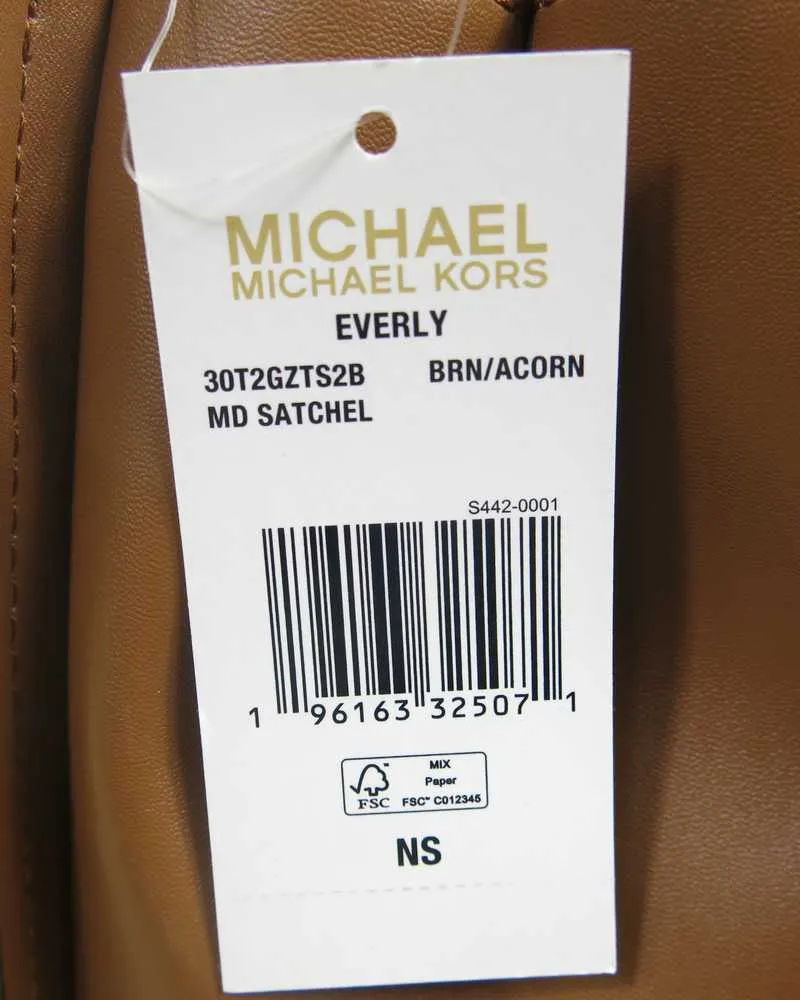 MICHAEL
MICHAEL KORS
EVERLY
30T2GZTS2B BRN/ACORN
MD SATCHEL
S442-0001
1 96163 32507 1
MIX
Paper
FSC FSC™ C012345
NS